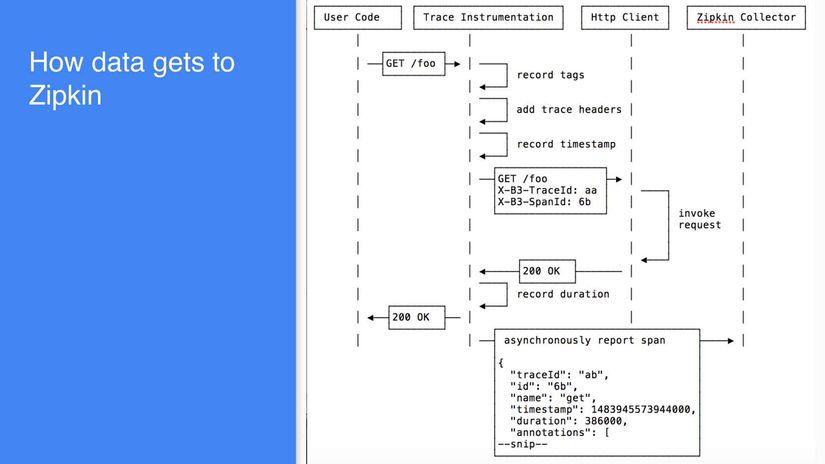 How data gets to
Zipkin
User Code
Trace Instrumentation
Http Client
Zipkin Collector
GET /foo
record tags
add trace headers
record timestamp
GET /foo
X-B3-TraceId: aa
X-B3-SpanId: 6b
invoke
request
200 OK
record duration
200 OK
asynchronously report span
{
"traceId": "ab",
"id": "6b",
"name": "get",
"timestamp": 1483945573944000,
"duration": 386000,
"annotations": [
--snip--